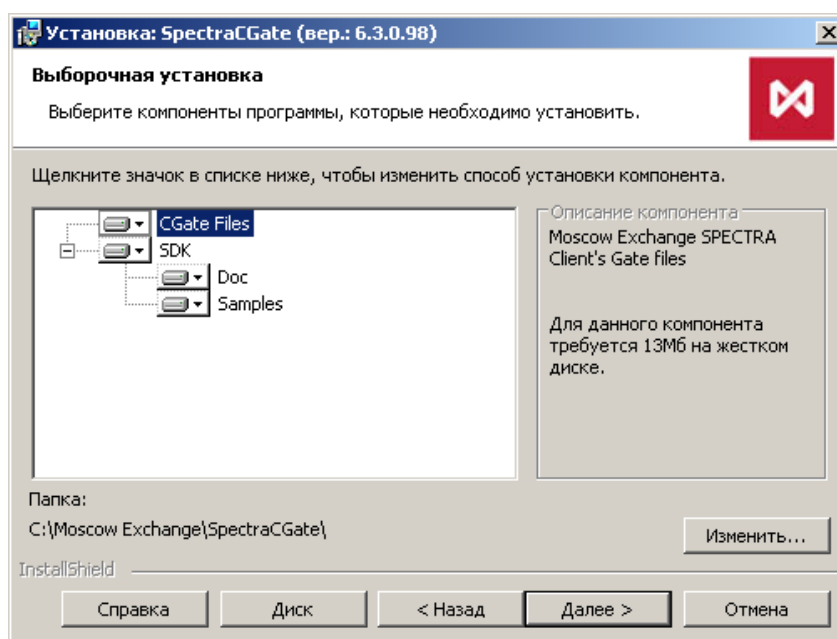 Установка: SpectraCGate (вер.: 6.3.0.98)
Выборочная установка
Выберите компоненты программы, которые необходимо установить.
Щелкните значок в списке ниже, чтобы изменить способ установки компонента.
CGate Files
SDK
Doc
Samples
Описание компонента
Moscow Exchange SPECTRA
Client's Gate files
Для данного компонента
требуется 13Мб на жестком
диске.
Папка:
C:\Moscow Exchange\SpectraCGate\
Изменить...
InstallShield
Справка
Диск
< Назад
Далее >
Отмена